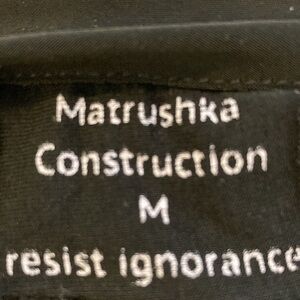 Matrushka
Construction
M
resist ignorance